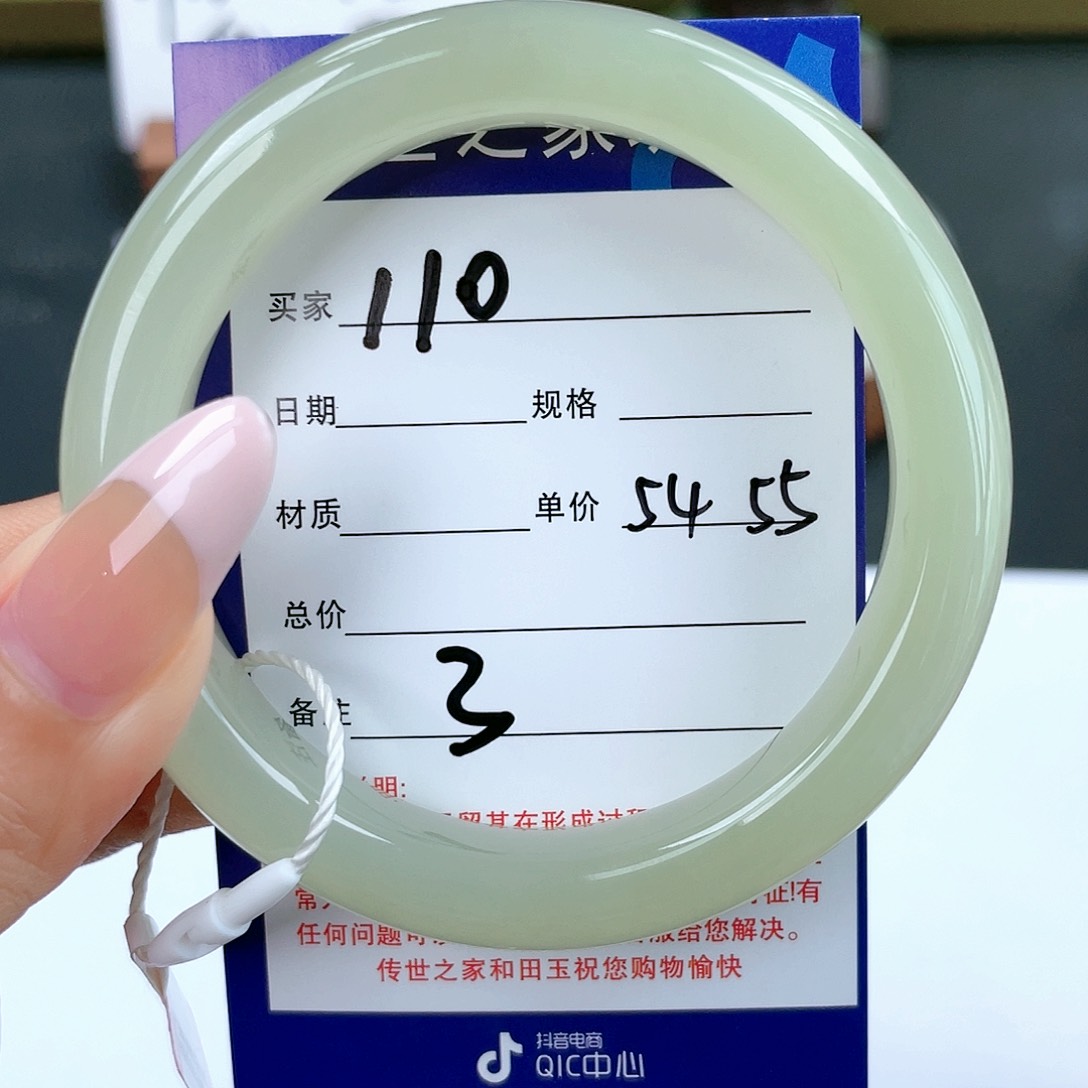 之家
买家 110
日期 规格
材质 单价 54 55
总价
备注 3
明:
留其在形成过程
常 征!有
任何问题可 服给您解决。
传世之家和田玉祝您购物愉快
抖音电商
QIC中心